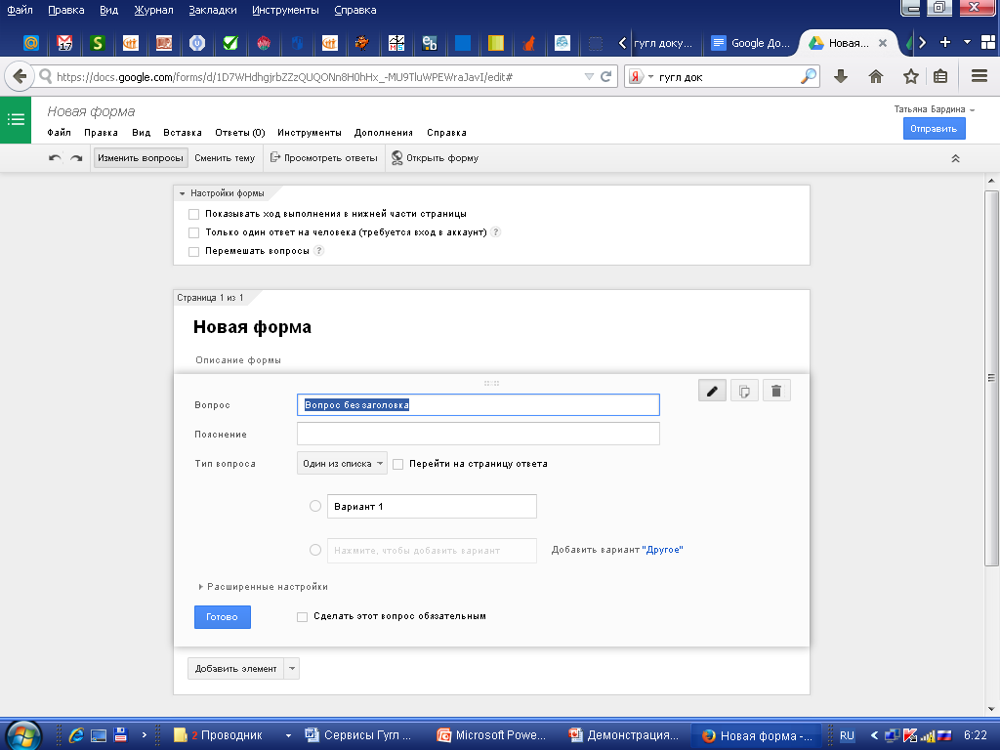 Файл Правка Вид Журнал Закладки Инструменты Справка
17 S гугл доку... Google До... Новая...
https://docs.google.com/forms/d/1D7WHdhgjrbZZzQUQONn8H0hHx_-MU9TluWPEWraJavI/edit#
Я гугл док
Новая форма
Татьяна Бардина
Файл Правка Вид Вставка Ответы (0) Инструменты Дополнения Справка
Отправить
Изменить вопросы Сменить тему Просмотреть ответы Открыть форму
Настройки формы
Показывать ход выполнения в нижней части страницы
Только один ответ на человека (требуется вход в аккаунт) ?
Перемешать вопросы ?
Страница 1 из 1
Новая форма
Описание формы
Вопрос Вопрос без заголовка
Пояснение
Тип вопроса Один из списка Перейти на страницу ответа
Вариант 1
Нажмите, чтобы добавить вариант Добавить вариант "Другое"
Расширенные настройки
Готово Сделать этот вопрос обязательным
Добавить элемент
2 Проводник Сервисы Гугл ... Microsoft Powe... Демонстрация... Новая форма -... RU 6:22